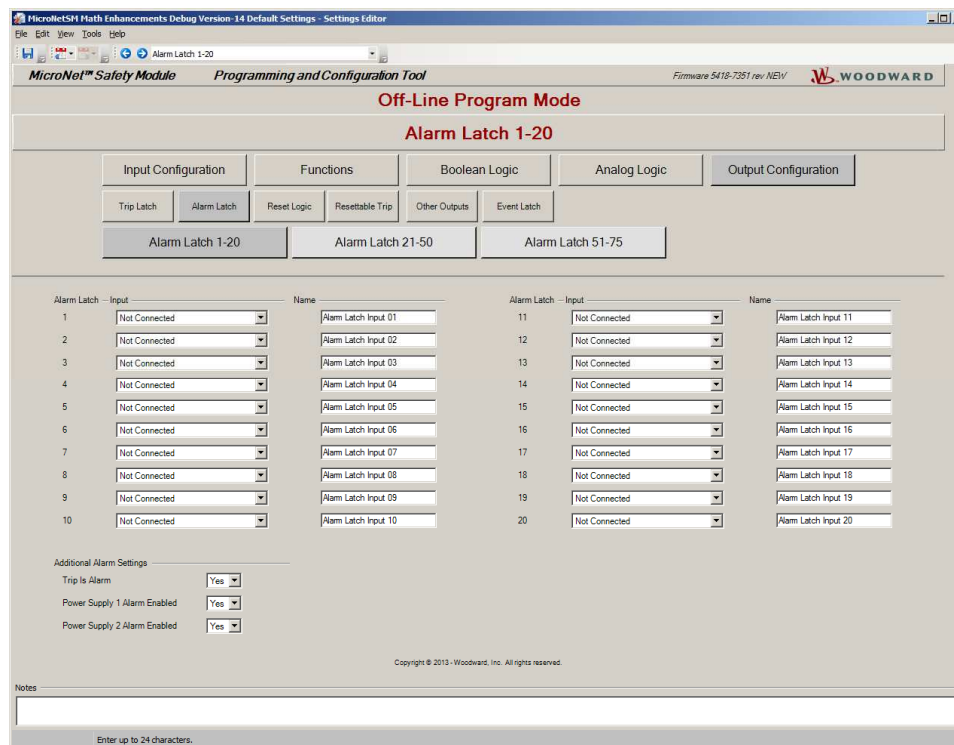 MicroNetSM Math Enhancements Debug Version-14 Default Settings - Settings Editor
File Edit View Tools Help
Alarm Latch 1-20
MicroNet™ Safety Module Programming and Configuration Tool Firmware 5418-7351 rev NEW WOODWARD
Off-Line Program Mode
Alarm Latch 1-20
Input Configuration Functions Boolean Logic Analog Logic Output Configuration
Trip Latch Alarm Latch Reset Logic Resettable Trip Other Outputs Event Latch
Alarm Latch 1-20 Alarm Latch 21-50 Alarm Latch 51-75
Alarm Latch Input Name Alarm Latch Input Name
1 Not Connected Alarm Latch Input 01 11 Not Connected Alarm Latch Input 11
2 Not Connected Alarm Latch Input 02 12 Not Connected Alarm Latch Input 12
3 Not Connected Alarm Latch Input 03 13 Not Connected Alarm Latch Input 13
4 Not Connected Alarm Latch Input 04 14 Not Connected Alarm Latch Input 14
5 Not Connected Alarm Latch Input 05 15 Not Connected Alarm Latch Input 15
6 Not Connected Alarm Latch Input 06 16 Not Connected Alarm Latch Input 16
7 Not Connected Alarm Latch Input 07 17 Not Connected Alarm Latch Input 17
8 Not Connected Alarm Latch Input 08 18 Not Connected Alarm Latch Input 18
9 Not Connected Alarm Latch Input 09 19 Not Connected Alarm Latch Input 19
10 Not Connected Alarm Latch Input 10 20 Not Connected Alarm Latch Input 20
Additional Alarm Settings
Trip Is Alarm Yes
Power Supply 1 Alarm Enabled Yes
Power Supply 2 Alarm Enabled Yes
Copyright © 2013 - Woodward, Inc. All rights reserved.
Notes
Enter up to 24 characters.